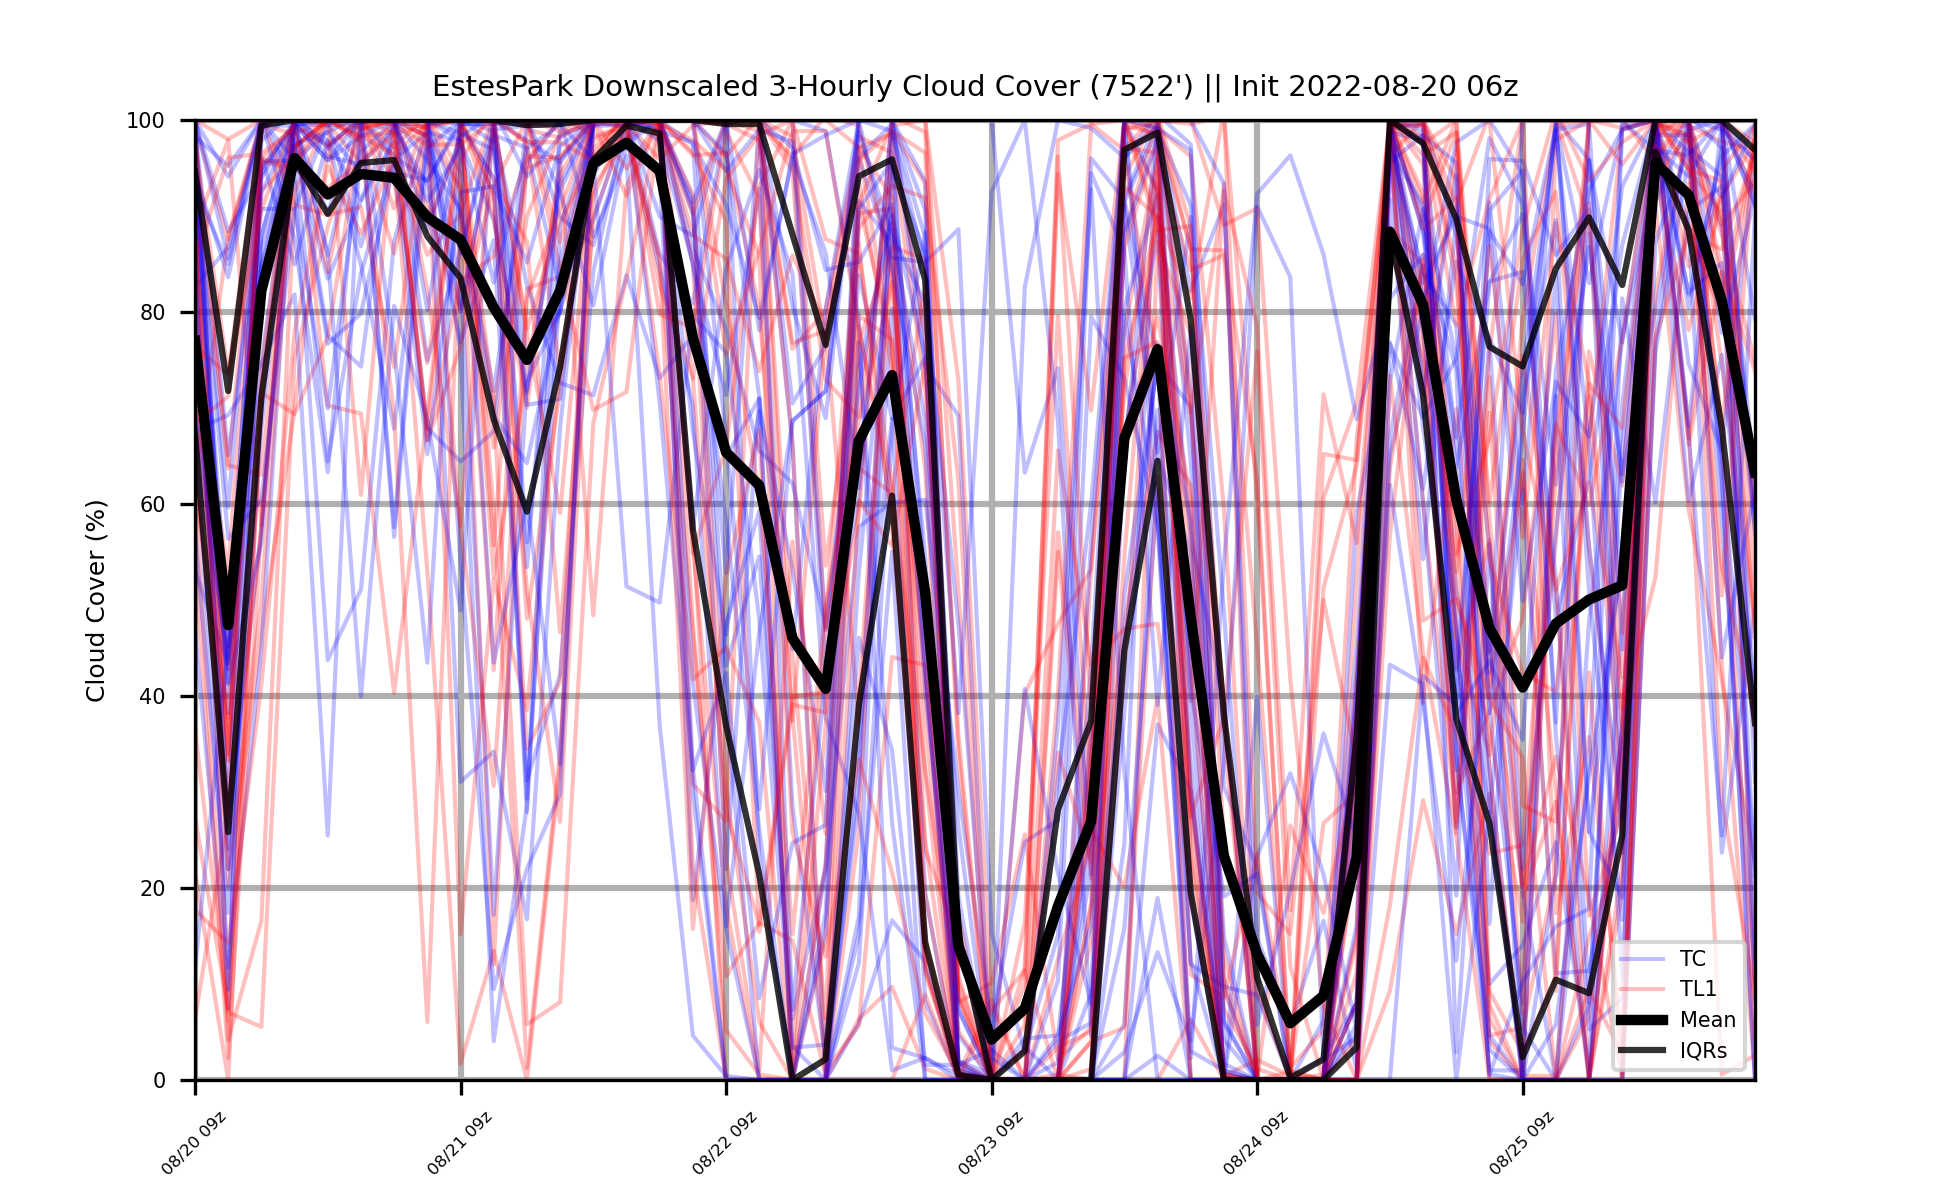 EstesPark Downscaled 3-Hourly Cloud Cover (7522') || Init 2022-08-20 06z
Cloud Cover (%)
100
80
60
40
20
0
TC
TL1
Mean
IQRs
08/20 09z
08/21 09z
08/22 09z
08/23 09z
08/24 09z
08/25 09z